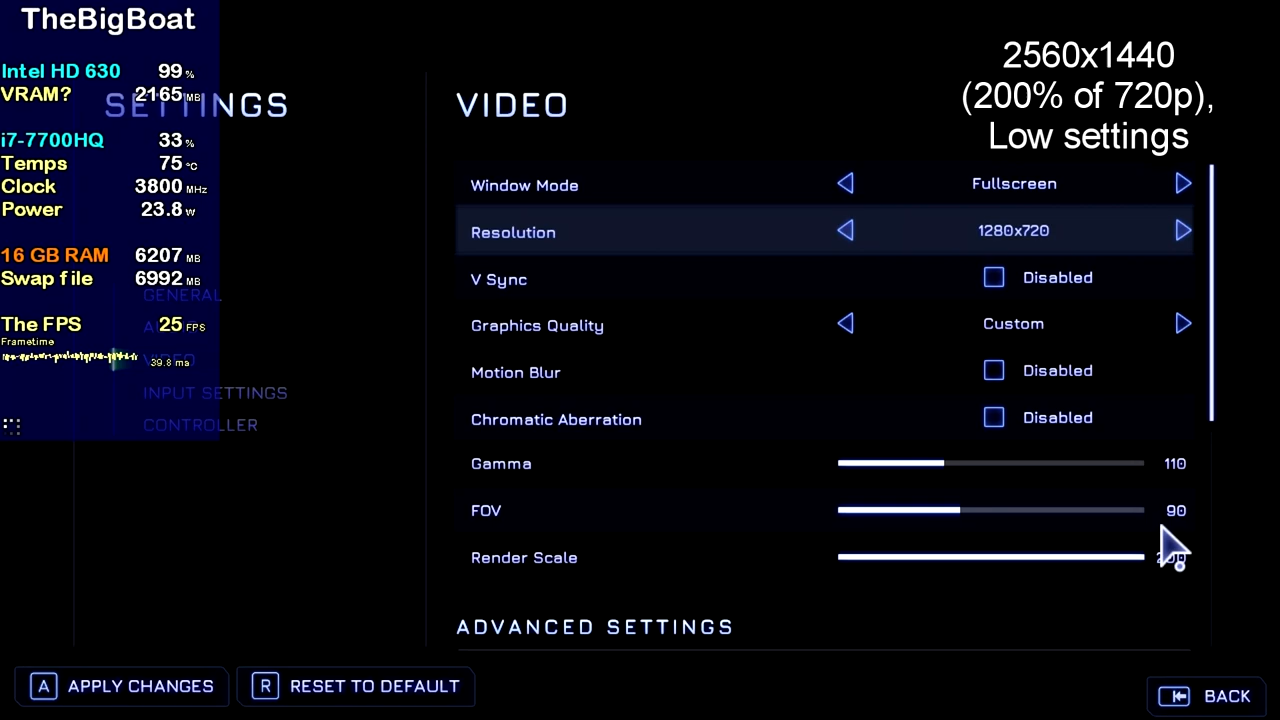 TheBigBoat
Intel HD 630 99 %
VRAM? 2165 MB
i7-7700HQ 33 %
Temps 75 °C
Clock 3800 MHz
Power 23.8 W
16 GB RAM 6207 MB
Swap file 6992 MB
The FPS 25 FPS
Frametime
39.8 ms
SETTINGS
GENERAL
VIDEO
INPUT SETTINGS
CONTROLLER
VIDEO
2560x1440
(200% of 720p),
Low settings
Window Mode Fullscreen
Resolution 1280x720
V Sync Disabled
Graphics Quality Custom
Motion Blur Disabled
Chromatic Aberration Disabled
Gamma 110
FOV 90
Render Scale 200
ADVANCED SETTINGS
A APPLY CHANGES
R RESET TO DEFAULT
BACK